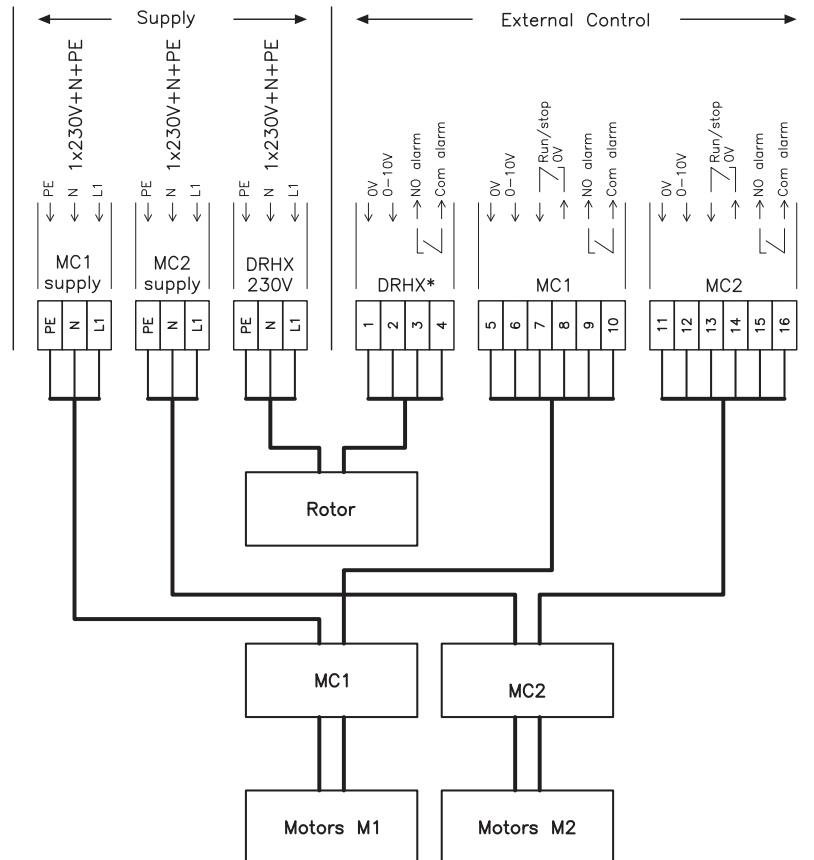 Supply
External Control
1x230V+N+PE
1x230V+N+PE
1x230V+N+PE
PE
N
L1
PE
N
L1
PE
N
L1
0V
0-10V
NO alarm
Com alarm
0V
0-10V
Run/stop
0V
NO alarm
Com alarm
0V
0-10V
Run/stop
0V
NO alarm
Com alarm
MC1
supply
MC2
supply
DRHX
230V
DRHX*
MC1
MC2
PE
N
L1
PE
N
L1
PE
N
L1
1
2
3
4
5
6
7
8
9
10
11
12
13
14
15
16
Rotor
MC1
MC2
Motors M1
Motors M2